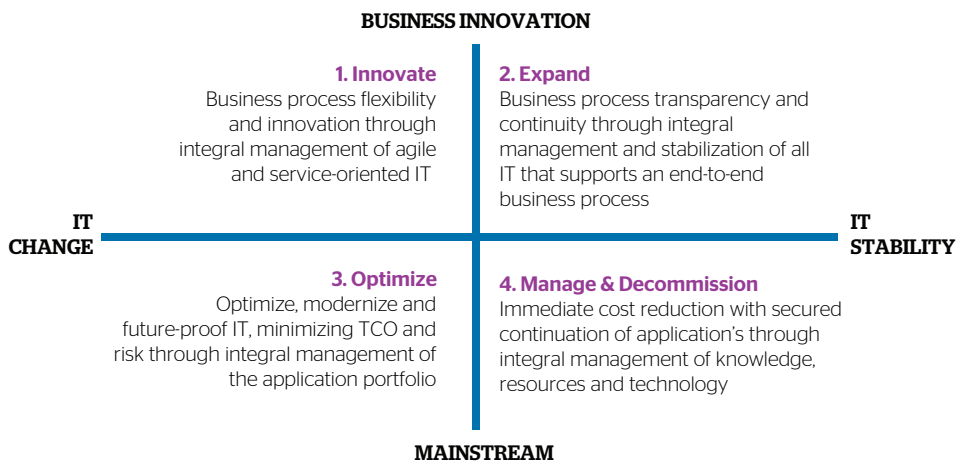 BUSINESS INNOVATION
1. Innovate
Business process flexibility
and innovation through
integral management of agile
and service-oriented IT
2. Expand
Business process transparency and
continuity through integral
management and stabilization of all
IT that supports an end-to-end
business process
IT
CHANGE
IT
STABILITY
3. Optimize
Optimize, modernize and
future-proof IT, minimizing TCO and
risk through integral management of
the application portfolio
4. Manage & Decommission
Immediate cost reduction with secured
continuation of application's through
integral management of knowledge,
resources and technology
MAINSTREAM